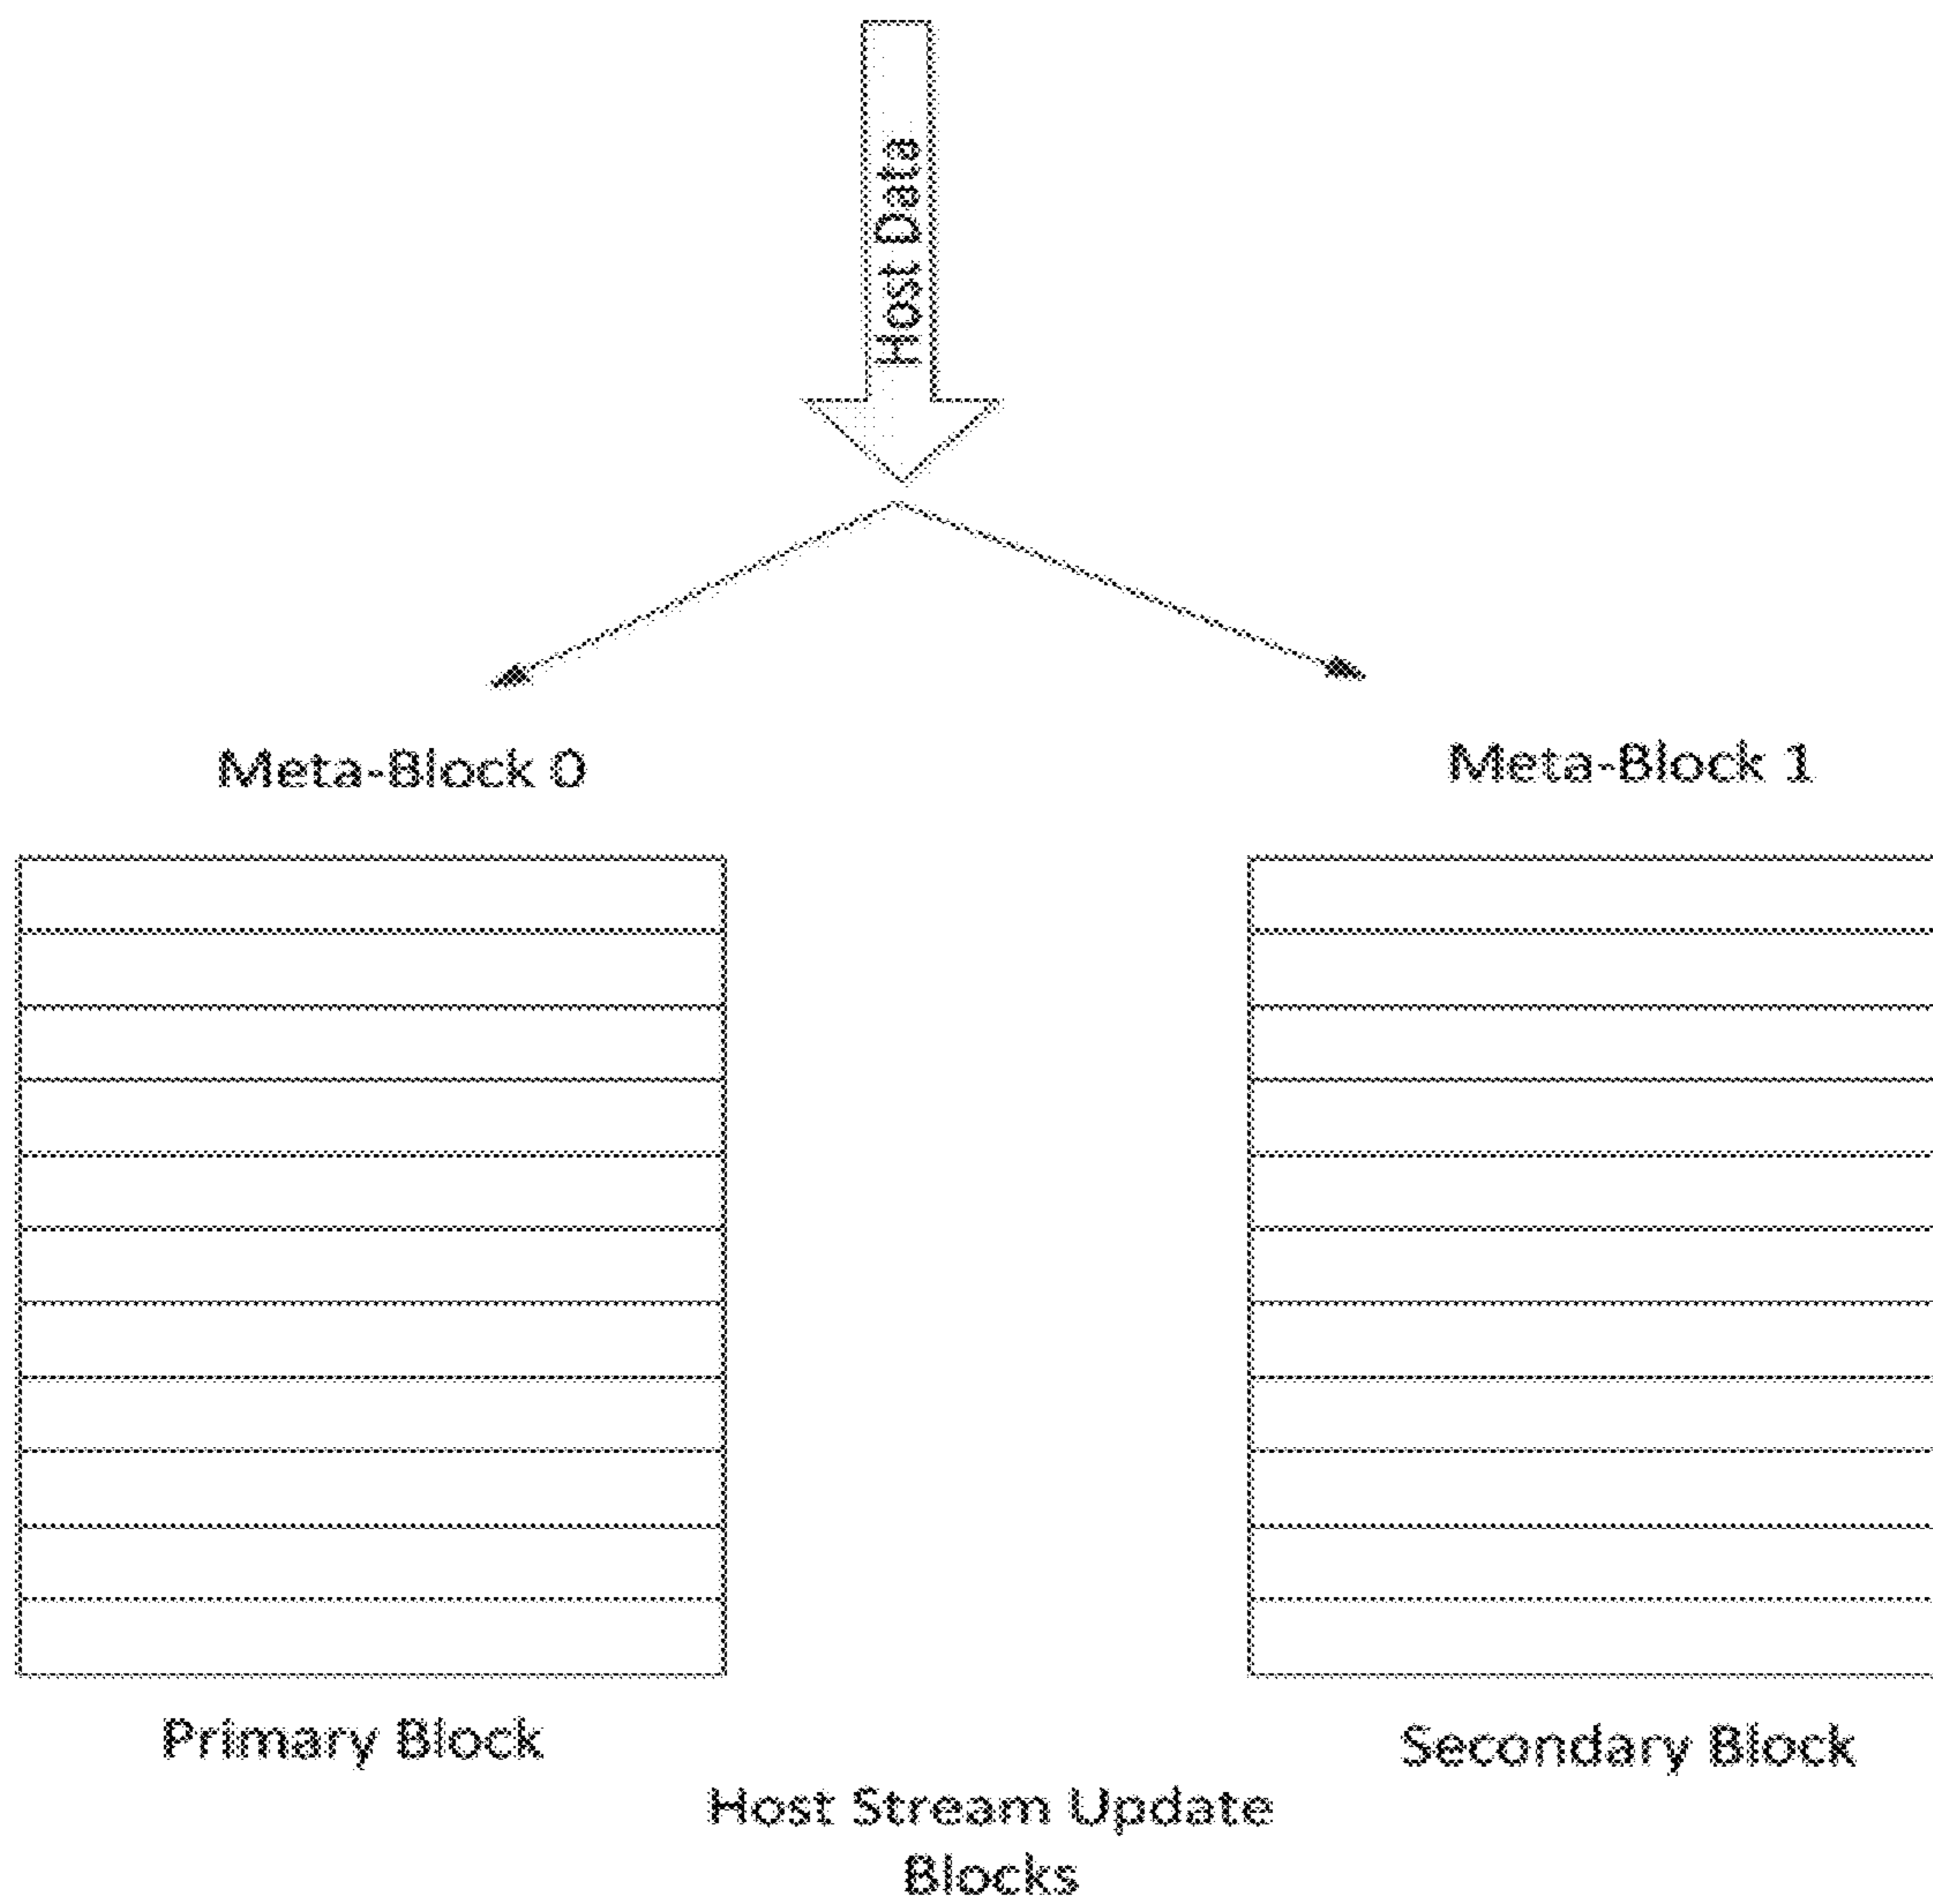 Host Data
Meta-Block 0
Meta-Block 1
Primary Block
Secondary Block
Host Stream Update
Blocks